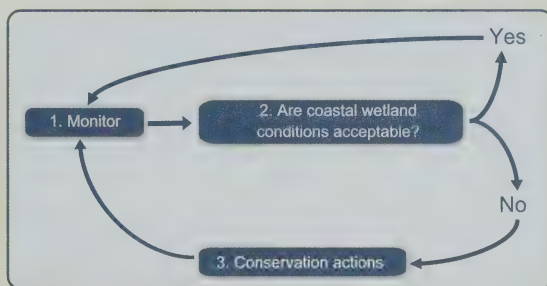 Yes
1. Monitor
2. Are coastal wetland
conditions acceptable?
No
3. Conservation actions